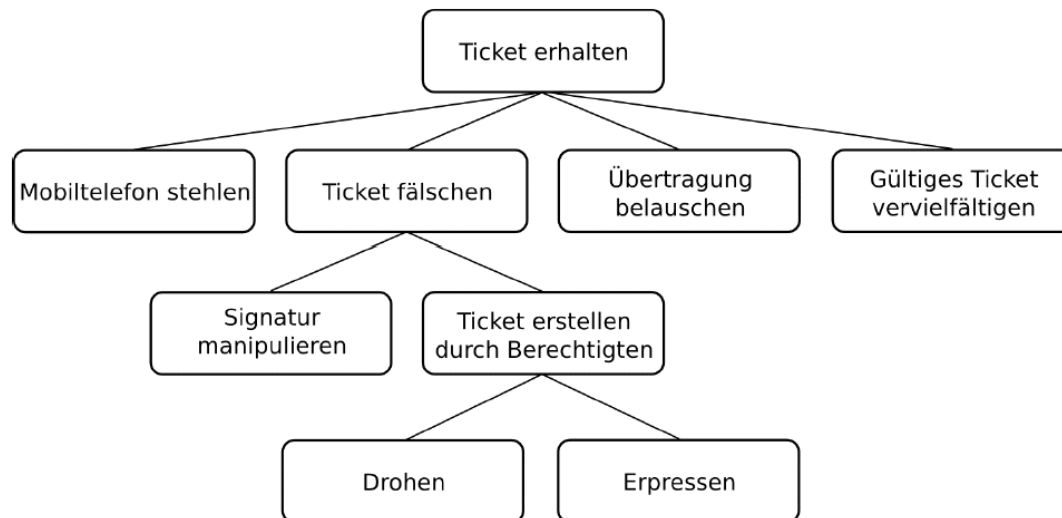 Ticket erhalten
Mobiltelefon stehlen
Ticket fälschen
Übertragung
belauschen
Gültiges Ticket
vervielfältigen
Signatur
manipulieren
Ticket erstellen
durch Berechtigten
Drohen
Erpressen